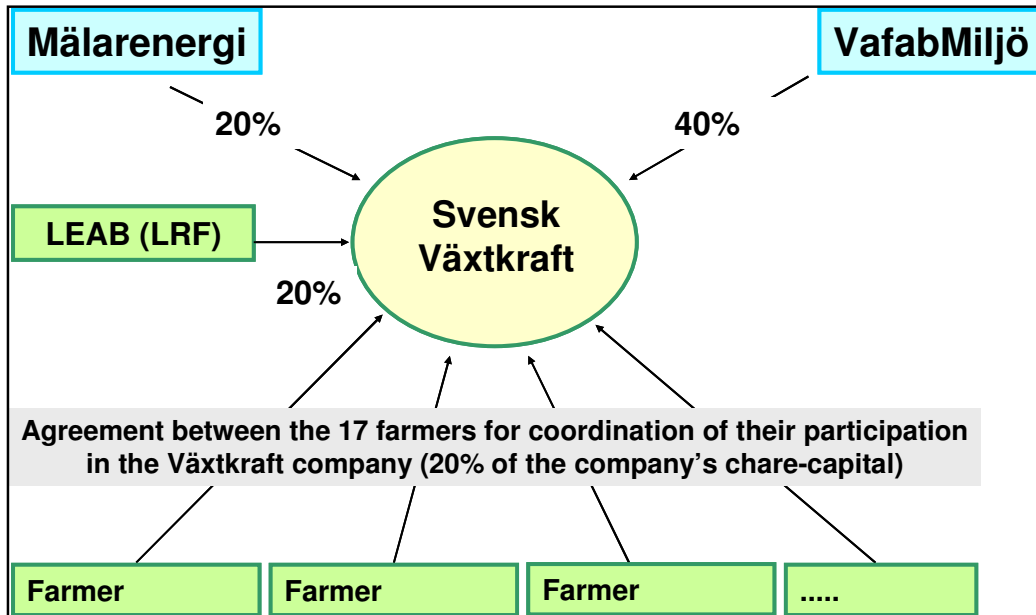 Mälarenergi
VafabMiljö
20%
40%
Svensk
Växtkraft
LEAB (LRF)
20%
Agreement between the 17 farmers for coordination of their participation
in the Växtkraft company (20% of the company’s chare-capital)
Farmer
Farmer
Farmer
.....